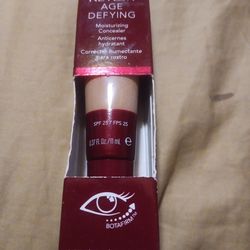 AGE
DEFYING
Moisturizing
Concealer
Anticernes
hydratant
Corrector humectante
para rostro
SPF 25 / FPS 25
0.37 Fl. Oz. / 11 mL e
BOTAFIRM™